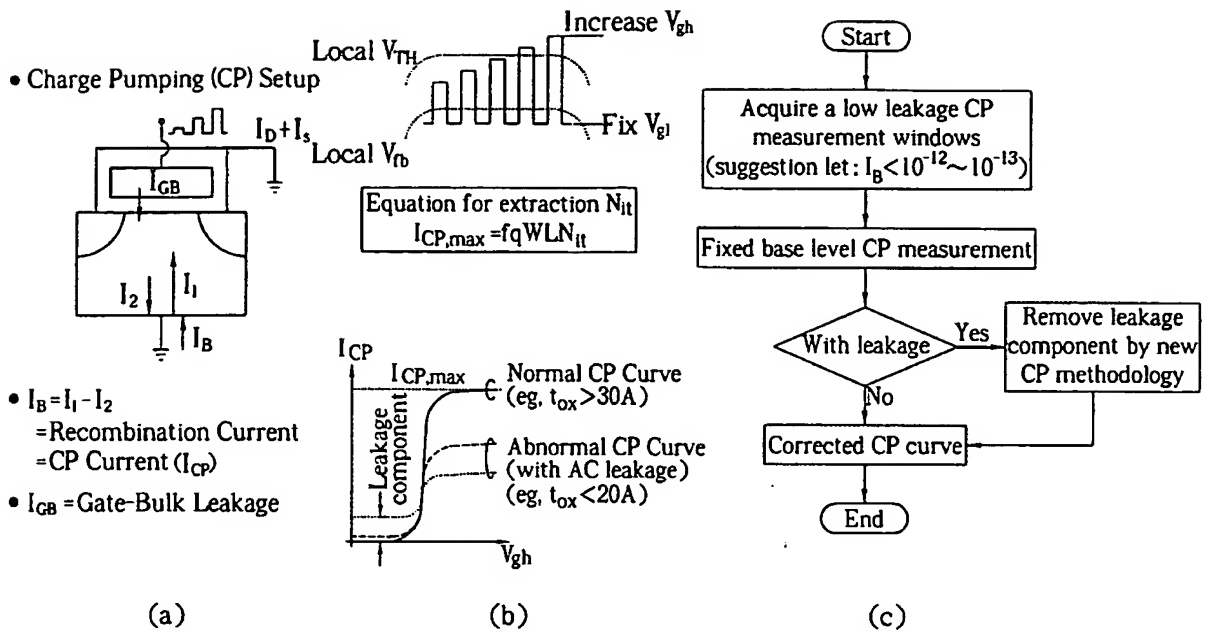 • Charge Pumping (CP) Setup
I_D + I_s
I_GB
I_2
I_1
I_B
• I_B = I_1 - I_2
=Recombination Current
=CP Current (I_CP)
• I_GB = Gate-Bulk Leakage
(a)
Increase V_gh
Local V_TH
Fix V_gl
Local V_fb
Equation for extraction N_it
I_CP,max = fqWLN_it
I_CP
I_CP,max
Normal CP Curve
(eg, t_ox>30A)
Leakage
component
Abnormal CP Curve
(with AC leakage)
(eg, t_ox<20A)
V_gh
(b)
Start
Acquire a low leakage CP
measurement windows
(suggestion let: I_B<10^-12~10^-13)
Fixed base level CP measurement
With leakage
Yes
Remove leakage
component by new
CP methodology
No
Corrected CP curve
End
(c)